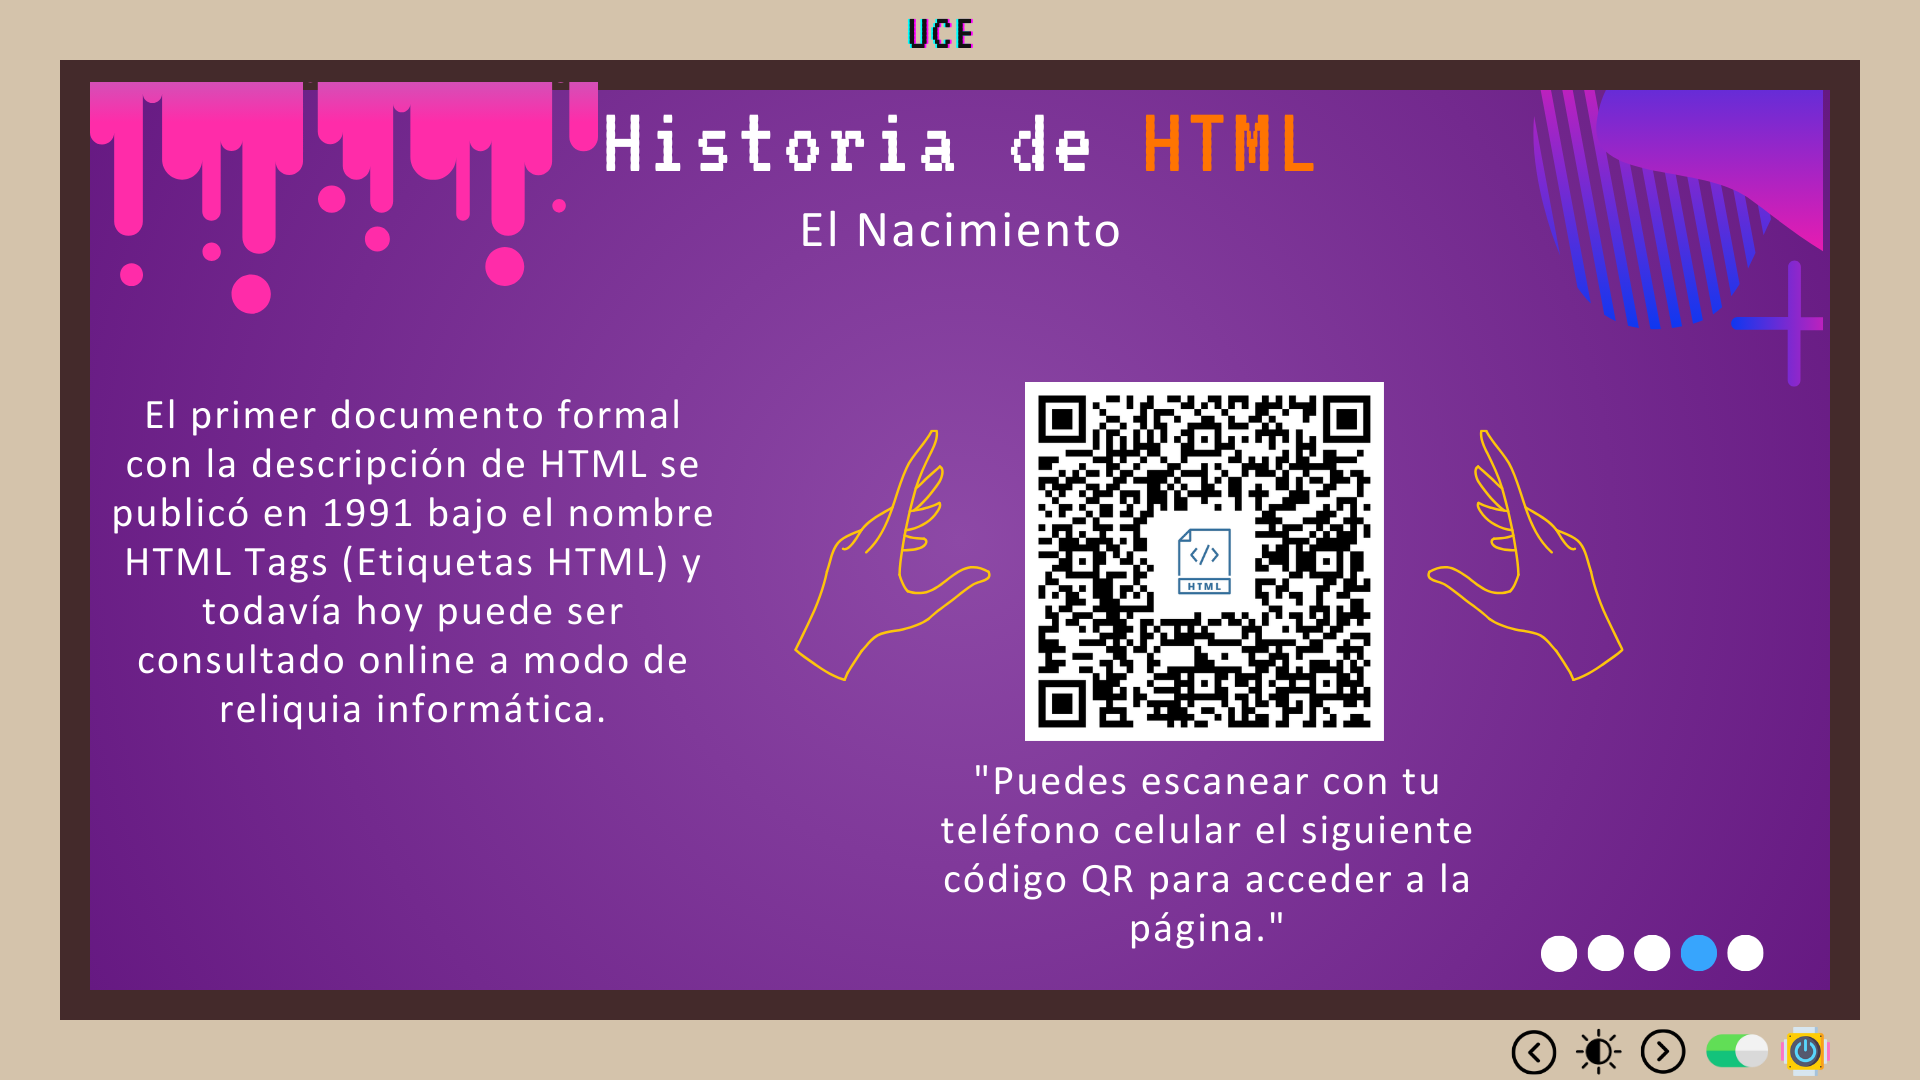 UCE
Historia de HTML
El Nacimiento
El primer documento formal
con la descripción de HTML se
publicó en 1991 bajo el nombre
HTML Tags (Etiquetas HTML) y
todavía hoy puede ser
consultado online a modo de
reliquia informática.
</>
HTML
"Puedes escanear con tu
teléfono celular el siguiente
código QR para acceder a la
página."